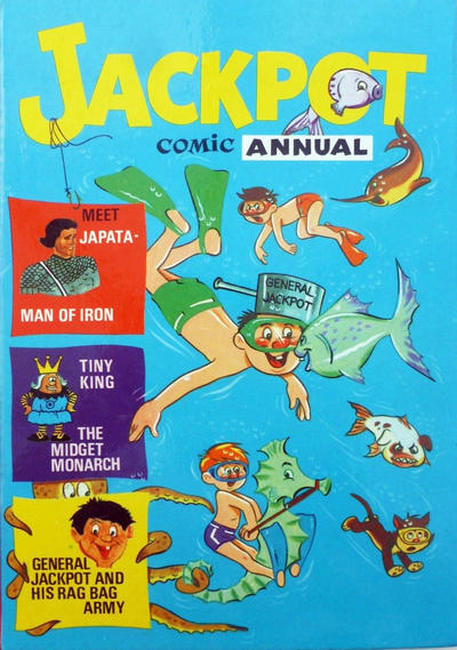 JACKPOT
COMIC ANNUAL
MEET
JAPATA-
MAN OF IRON
GENERAL
JACKPOT
TINY
KING
THE
MIDGET
MONARCH
GENERAL
JACKPOT AND
HIS RAG BAG
ARMY